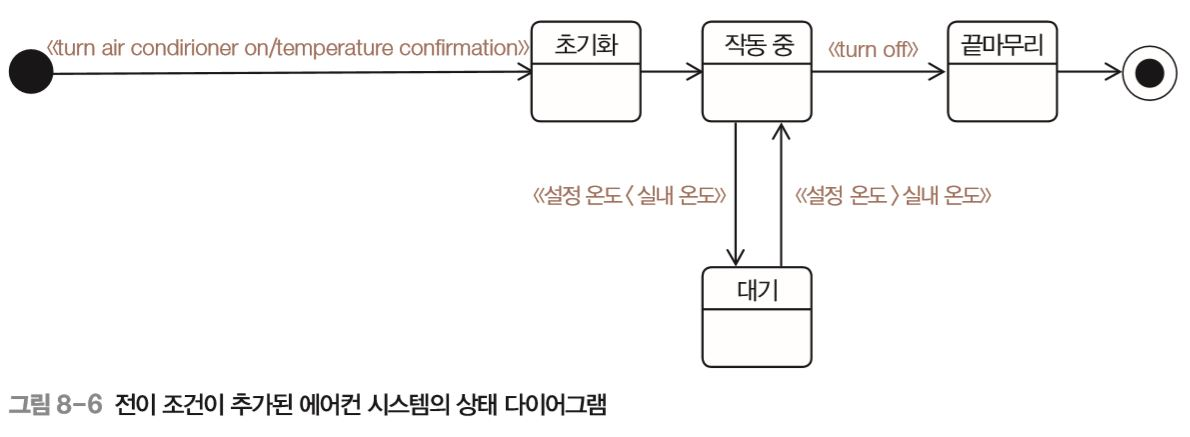 《turn air condirioner on/temperature confirmation》
초기화
작동 중
《turn off》
끝마무리
《설정 온도〈 실내 온도》
《설정 온도 〉실내 온도》
대기
그림 8-6 전이 조건이 추가된 에어컨 시스템의 상태 다이어그램